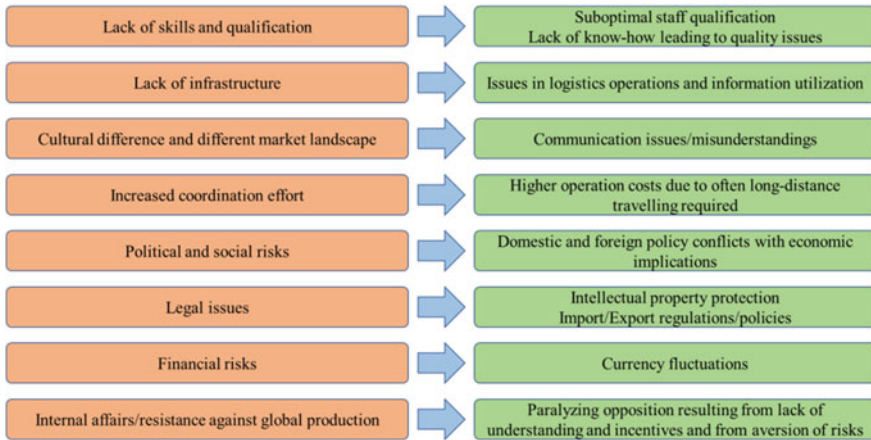 Lack of skills and qualification
Suboptimal staff qualification
Lack of know-how leading to quality issues
Lack of infrastructure
Issues in logistics operations and information utilization
Cultural difference and different market landscape
Communication issues/misunderstandings
Increased coordination effort
Higher operation costs due to often long-distance
travelling required
Political and social risks
Domestic and foreign policy conflicts with economic
implications
Legal issues
Intellectual property protection
Import/Export regulations/policies
Financial risks
Currency fluctuations
Internal affairs/resistance against global production
Paralyzing opposition resulting from lack of
understanding and incentives and from aversion of risks